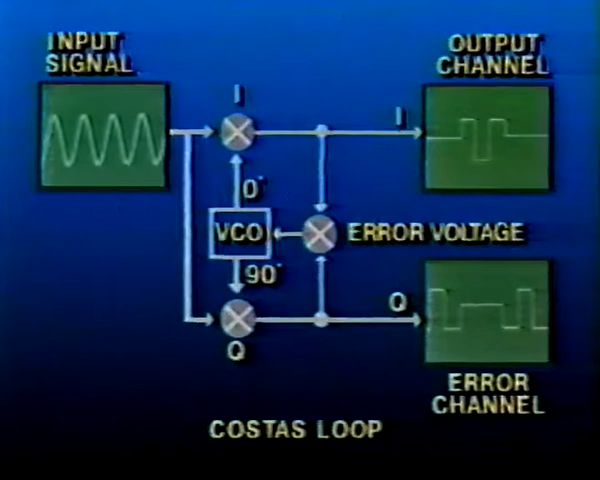 INPUT
SIGNAL
OUTPUT
CHANNEL
I
I
0°
VCO
ERROR VOLTAGE
90°
Q
Q
ERROR
CHANNEL
COSTAS LOOP